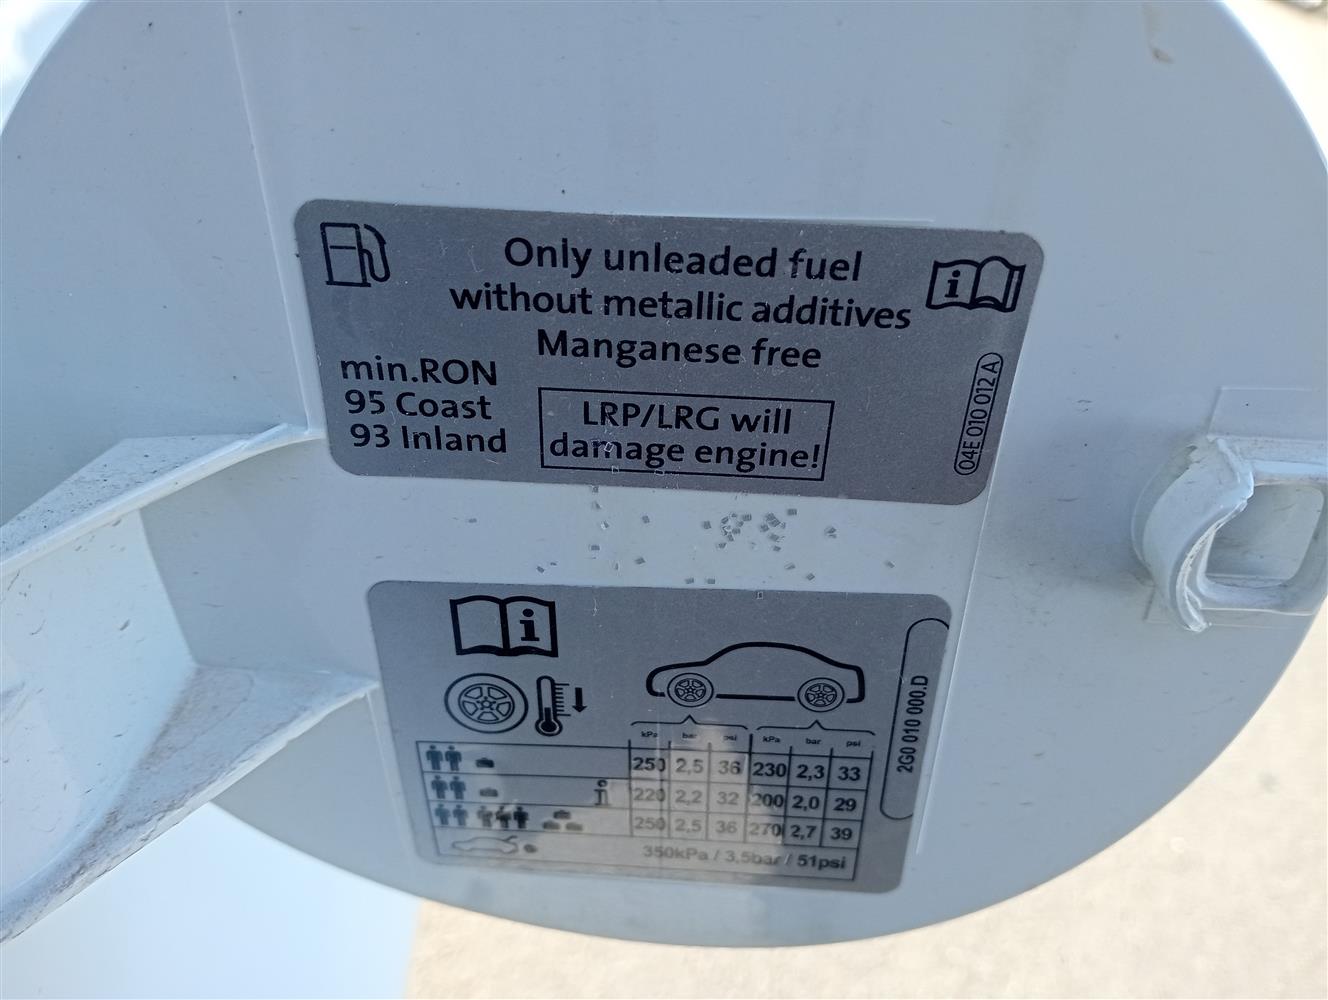 Only unleaded fuel
without metallic additives
Manganese free
min.RON
95 Coast
93 Inland
LRP/LRG will
damage engine!
04E 010 012 A
i
i
kPa bar psi kPa bar psi
250 2,5 36 230 2,3 33
i 220 2,2 32 200 2,0 29
250 2,5 36 270 2,7 39
350kPa / 3,5bar / 51psi
2G0 010 000.D